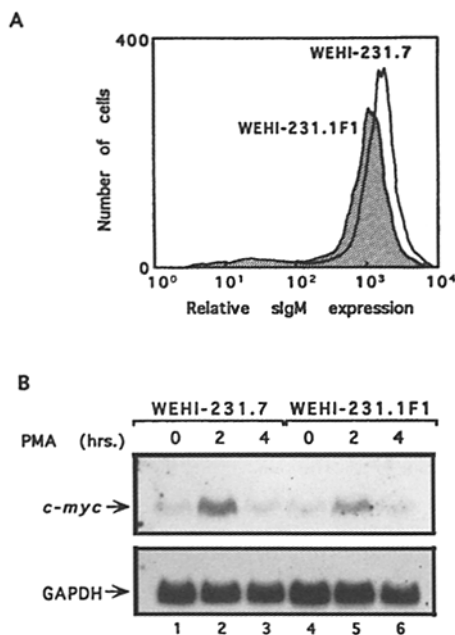 A
400
WEHI-231.7
WEHI-231.1F1
Number of cells
0
10⁰ 10¹ 10² 10³ 10⁴
Relative sIgM expression
B
WEHI-231.7 WEHI-231.1F1
PMA (hrs.) 0 2 4 0 2 4
c-myc
GAPDH
1 2 3 4 5 6